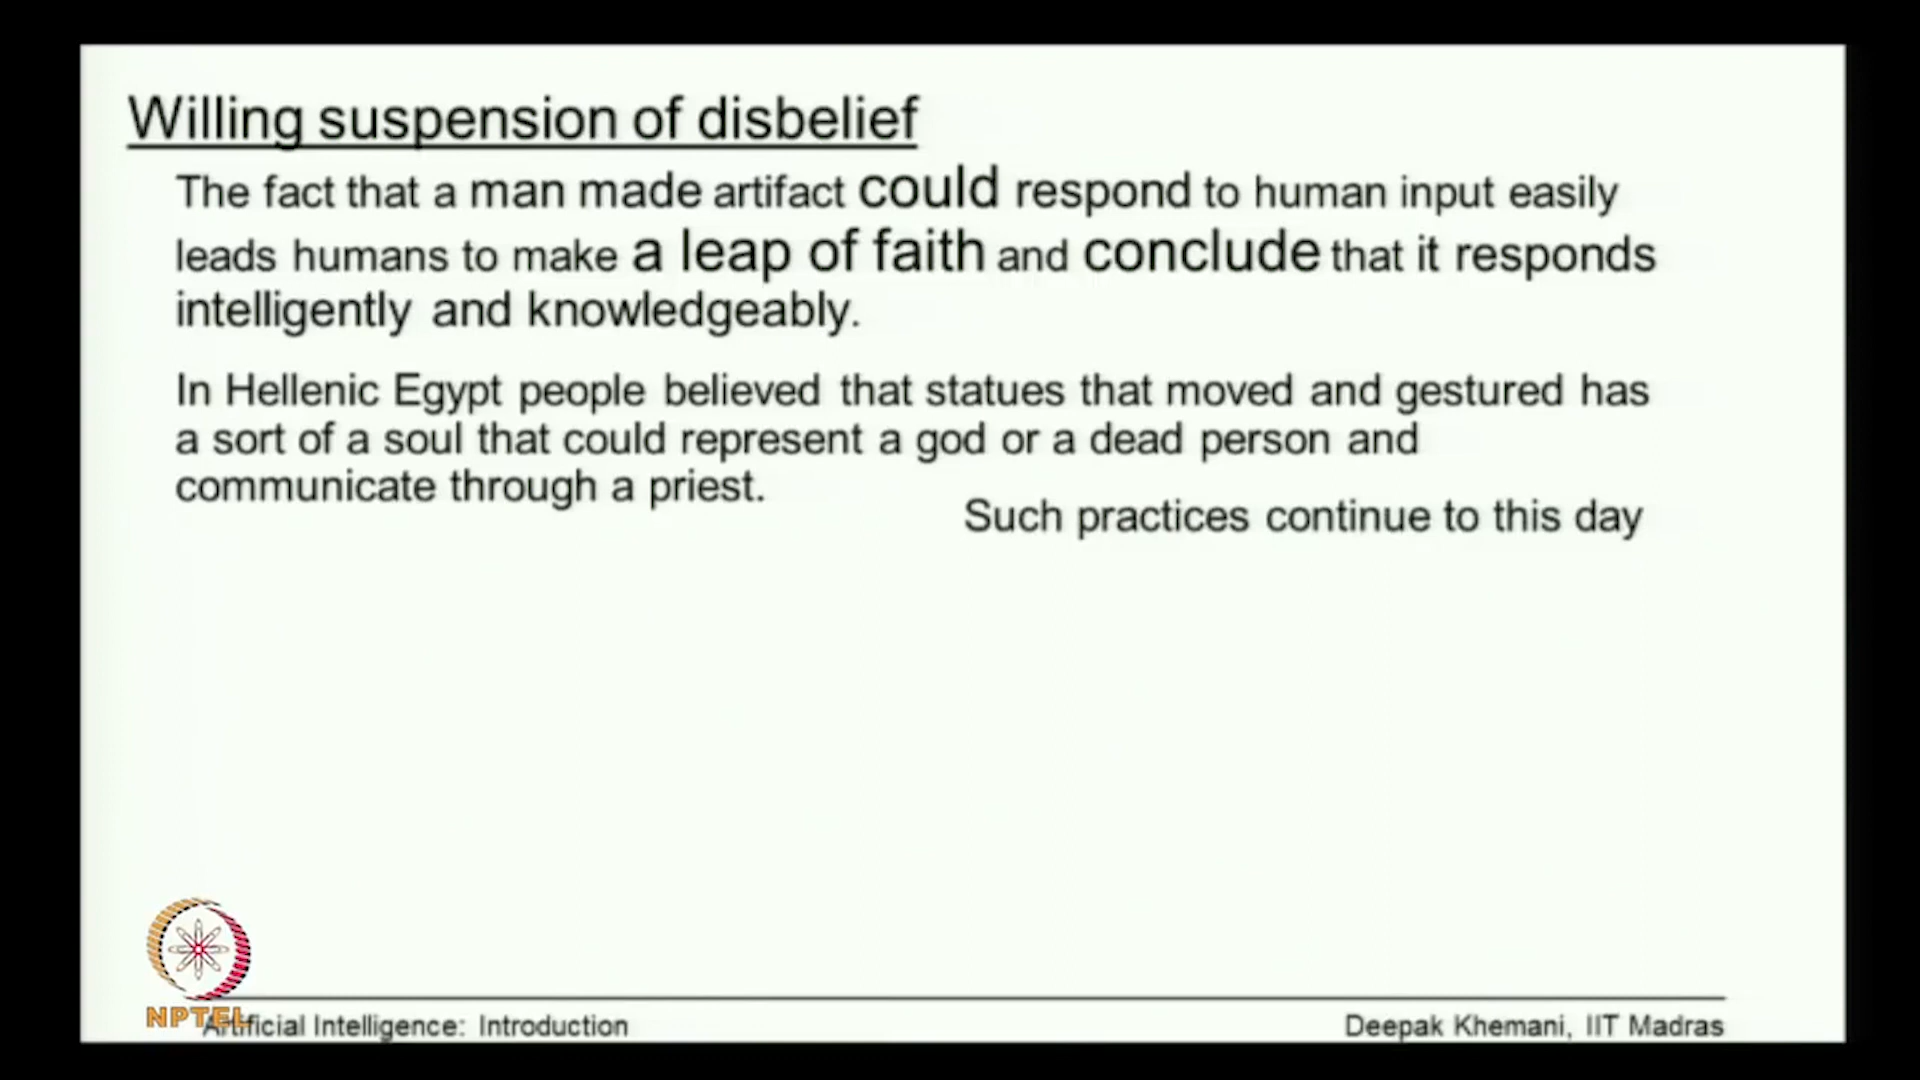 Willing suspension of disbelief
The fact that a man made artifact could respond to human input easily
leads humans to make a leap of faith and conclude that it responds
intelligently and knowledgeably.
In Hellenic Egypt people believed that statues that moved and gestured has
a sort of a soul that could represent a god or a dead person and
communicate through a priest.
Such practices continue to this day
NPTEL
Artificial Intelligence: Introduction
Deepak Khemani, IIT Madras